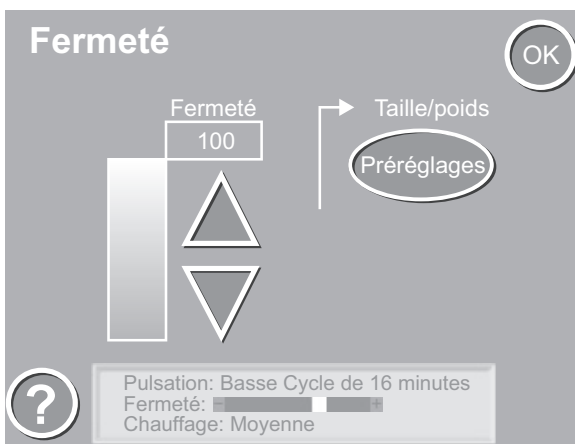 Fermeté
OK
Fermeté
100
Taille/poids
Préréglages
?
Pulsation: Basse Cycle de 16 minutes
Fermeté: - +
Chauffage: Moyenne